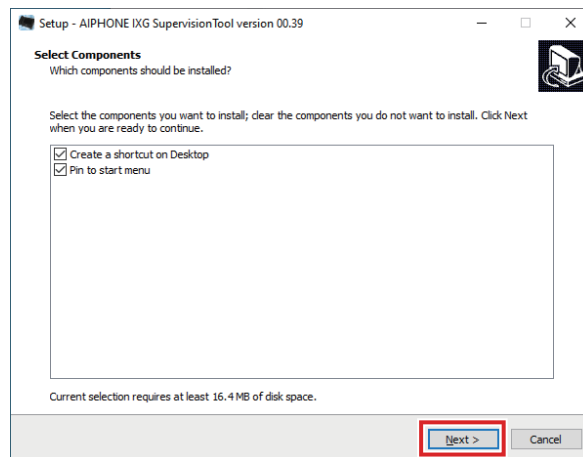 Setup - AIPHONE IXG SupervisionTool version 00.39
Select Components
Which components should be installed?
Select the components you want to install; clear the components you do not want to install. Click Next
when you are ready to continue.
Create a shortcut on Desktop
Pin to start menu
Current selection requires at least 16.4 MB of disk space.
Next >
Cancel